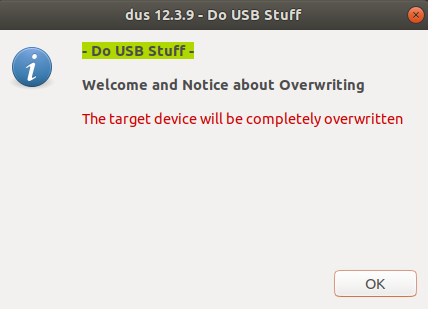 dus 12.3.9 - Do USB Stuff
- Do USB Stuff -
Welcome and Notice about Overwriting
The target device will be completely overwritten
OK